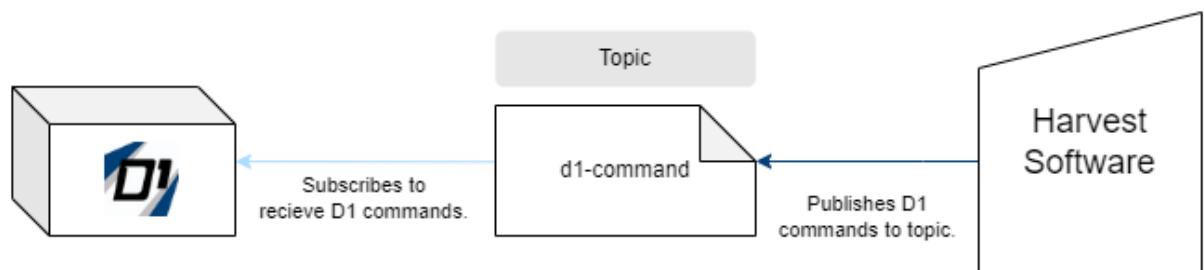 Topic
D1
Subscribes to
recieve D1 commands.
d1-command
Publishes D1
commands to topic.
Harvest
Software